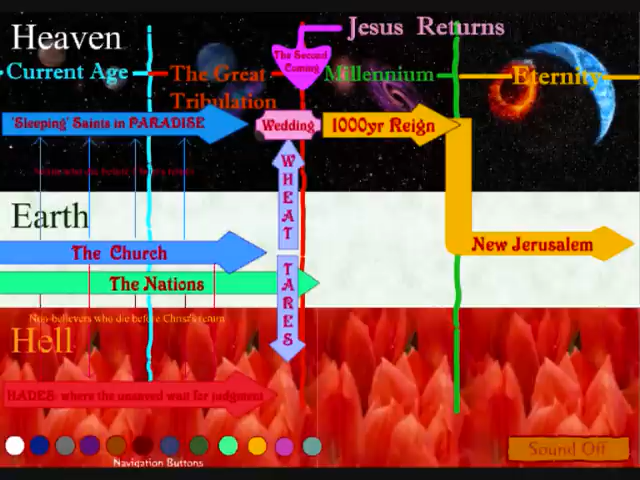 Heaven
Jesus Returns
The Second
Coming
Current Age
The Great
Tribulation
Millennium
Eternity
'Sleeping' Saints in PARADISE
Wedding
1000yr Reign
WHEAT
Earth
The Church
New Jerusalem
The Nations
TARES
Non-believers who die before Christ's return
Hell
HADES: where the unsaved wait for judgment
Sound Off
Navigation Buttons